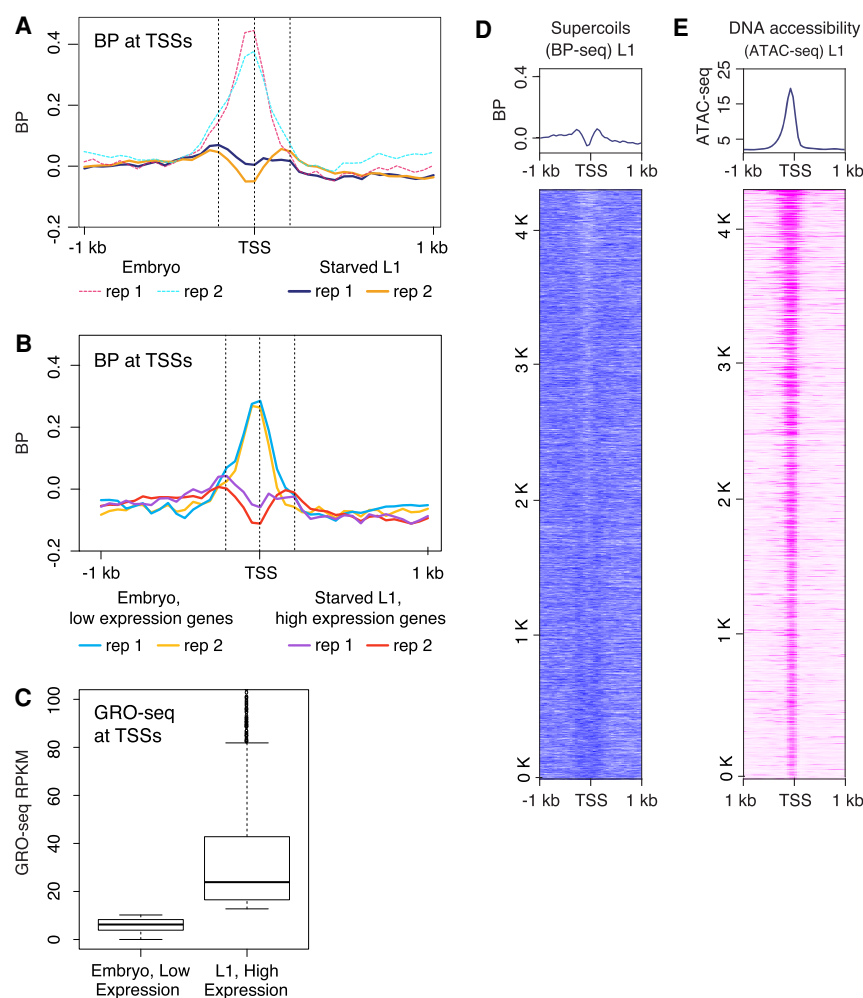 A
BP at TSSs
BP
0.4
0.2
0.0
-0.2
-1 kb
TSS
1 kb
Embryo
Starved L1
rep 1
rep 2
rep 1
rep 2
B
BP at TSSs
BP
0.4
0.2
0.0
-0.2
-1 kb
TSS
1 kb
Embryo,
low expression genes
Starved L1,
high expression genes
rep 1
rep 2
rep 1
rep 2
C
GRO-seq
at TSSs
GRO-seq RPKM
100
80
60
40
20
0
Embryo, Low
Expression
L1, High
Expression
D
Supercoils
(BP-seq) L1
BP
0.4
0.0
-1 kb
TSS
1 kb
4 K
3 K
2 K
1 K
0 K
-1 kb
TSS
1 kb
E
DNA accessibility
(ATAC-seq) L1
ATAC-seq
25
15
5
-1 kb
TSS
1 kb
4 K
3 K
2 K
1 K
0 K
1 kb
TSS
1 kb